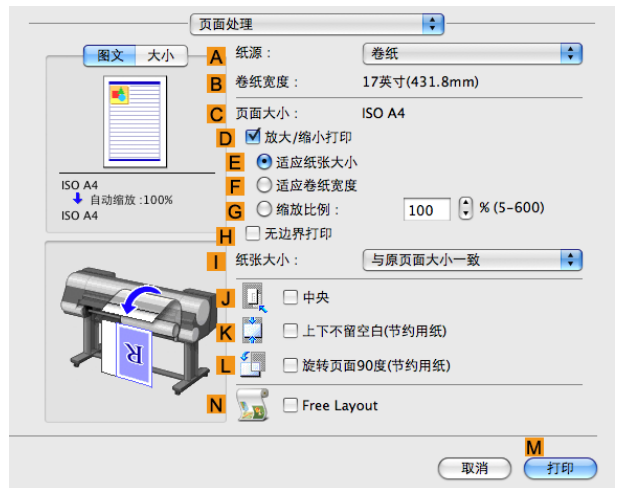 页面处理
图文 大小
A 纸源： 卷纸
B 卷纸宽度： 17英寸(431.8mm)
C 页面大小： ISO A4
D 放大/缩小打印
E 适应纸张大小
F 适应卷纸宽度
G 缩放比例： 100 % (5-600)
H 无边界打印
ISO A4
自动缩放 :100%
ISO A4
I 纸张大小： 与原页面大小一致
J 中央
K 上下不留空白(节约用纸)
L 旋转页面90度(节约用纸)
R
N Free Layout
M
取消 打印